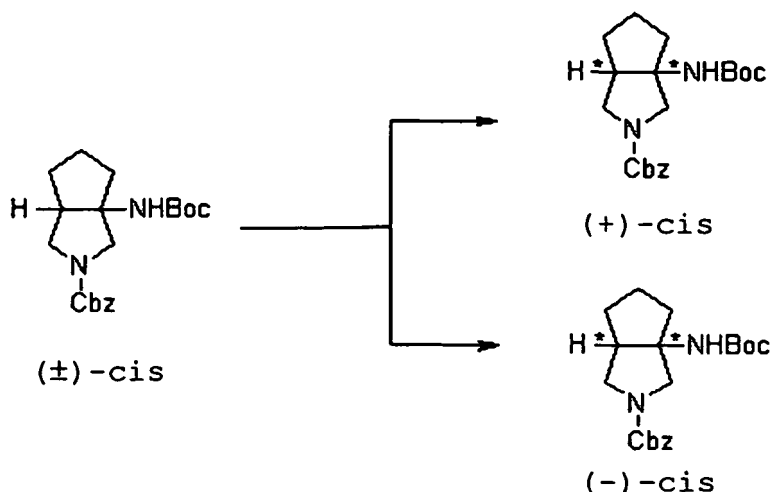 H
NHBoc
N
Cbz
(±)-cis
H * * NHBoc
N
Cbz
(+)-cis
H * * NHBoc
N
Cbz
(-)-cis